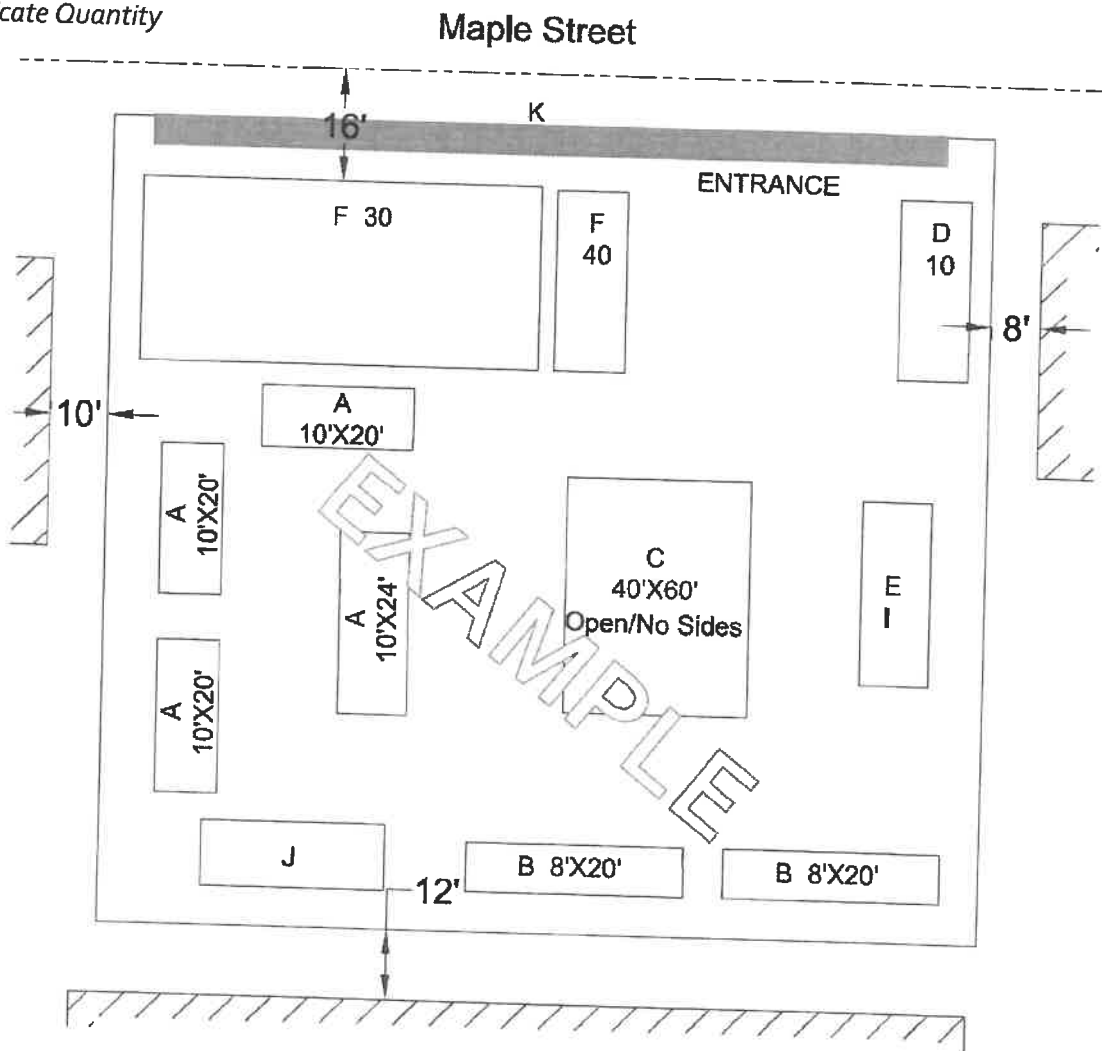 cate Quantity
Maple Street
K
16'
ENTRANCE
F 30
F
40
D
10
8'
10'
A
10'X20'
A
10'X20'
A
10'X24'
C
40'X60'
Open/No Sides
E
I
A
10'X20'
EXAMPLE
J
12'
B 8'X20'
B 8'X20'